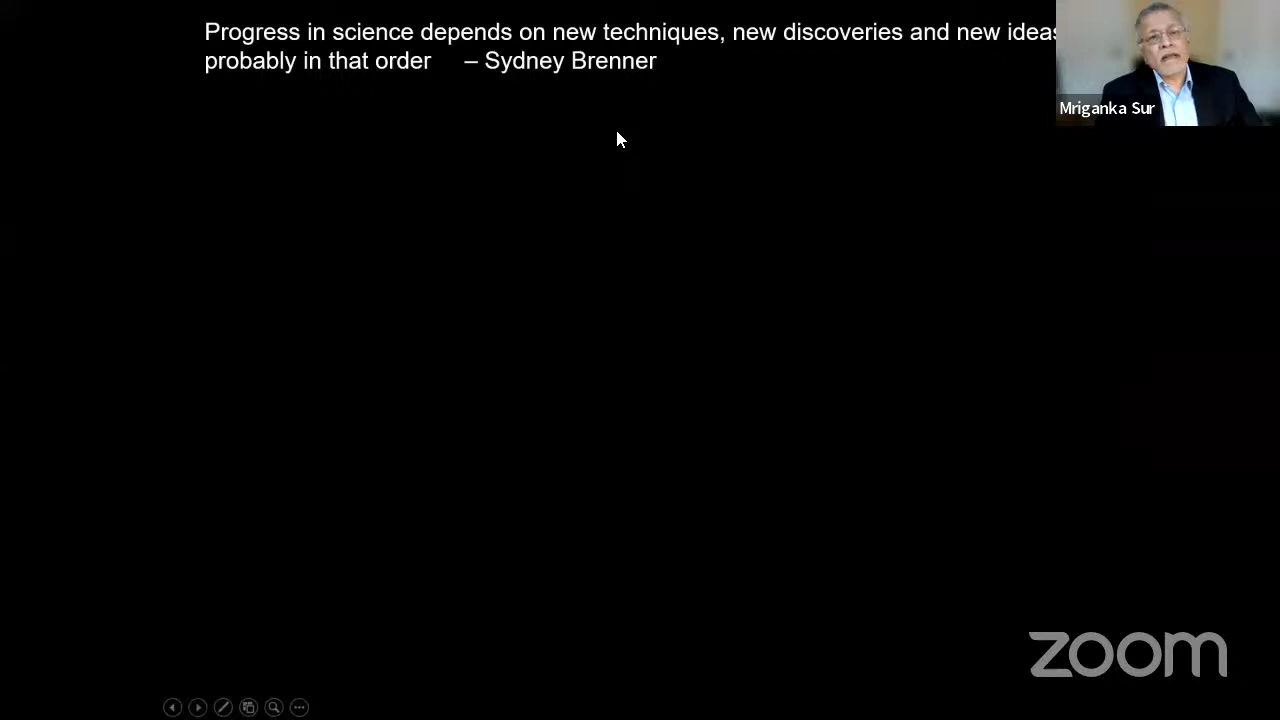 Progress in science depends on new techniques, new discoveries and new ideas
probably in that order – Sydney Brenner
Mriganka Sur
zoom